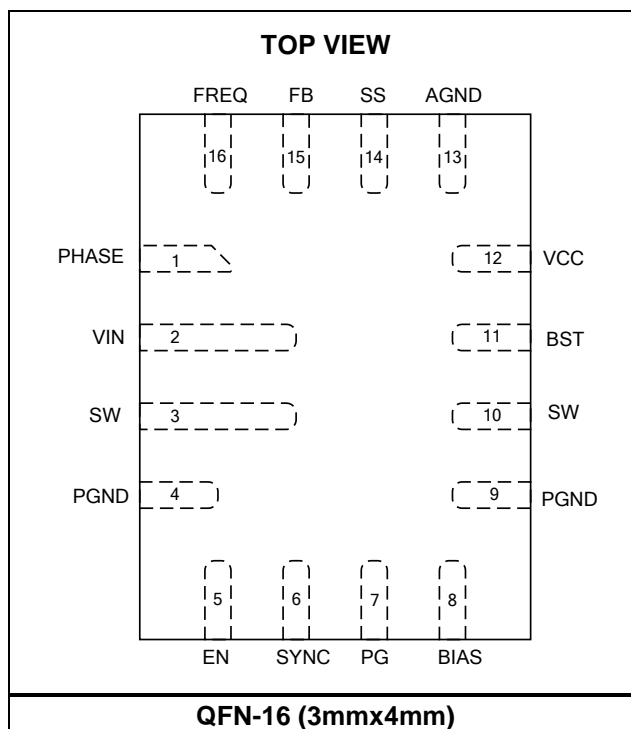 TOP VIEW
FREQ FB SS AGND
16 15 14 13
PHASE 1 12 VCC
VIN 2 11 BST
SW 3 10 SW
PGND 4 9 PGND
5 6 7 8
EN SYNC PG BIAS
QFN-16 (3mmx4mm)